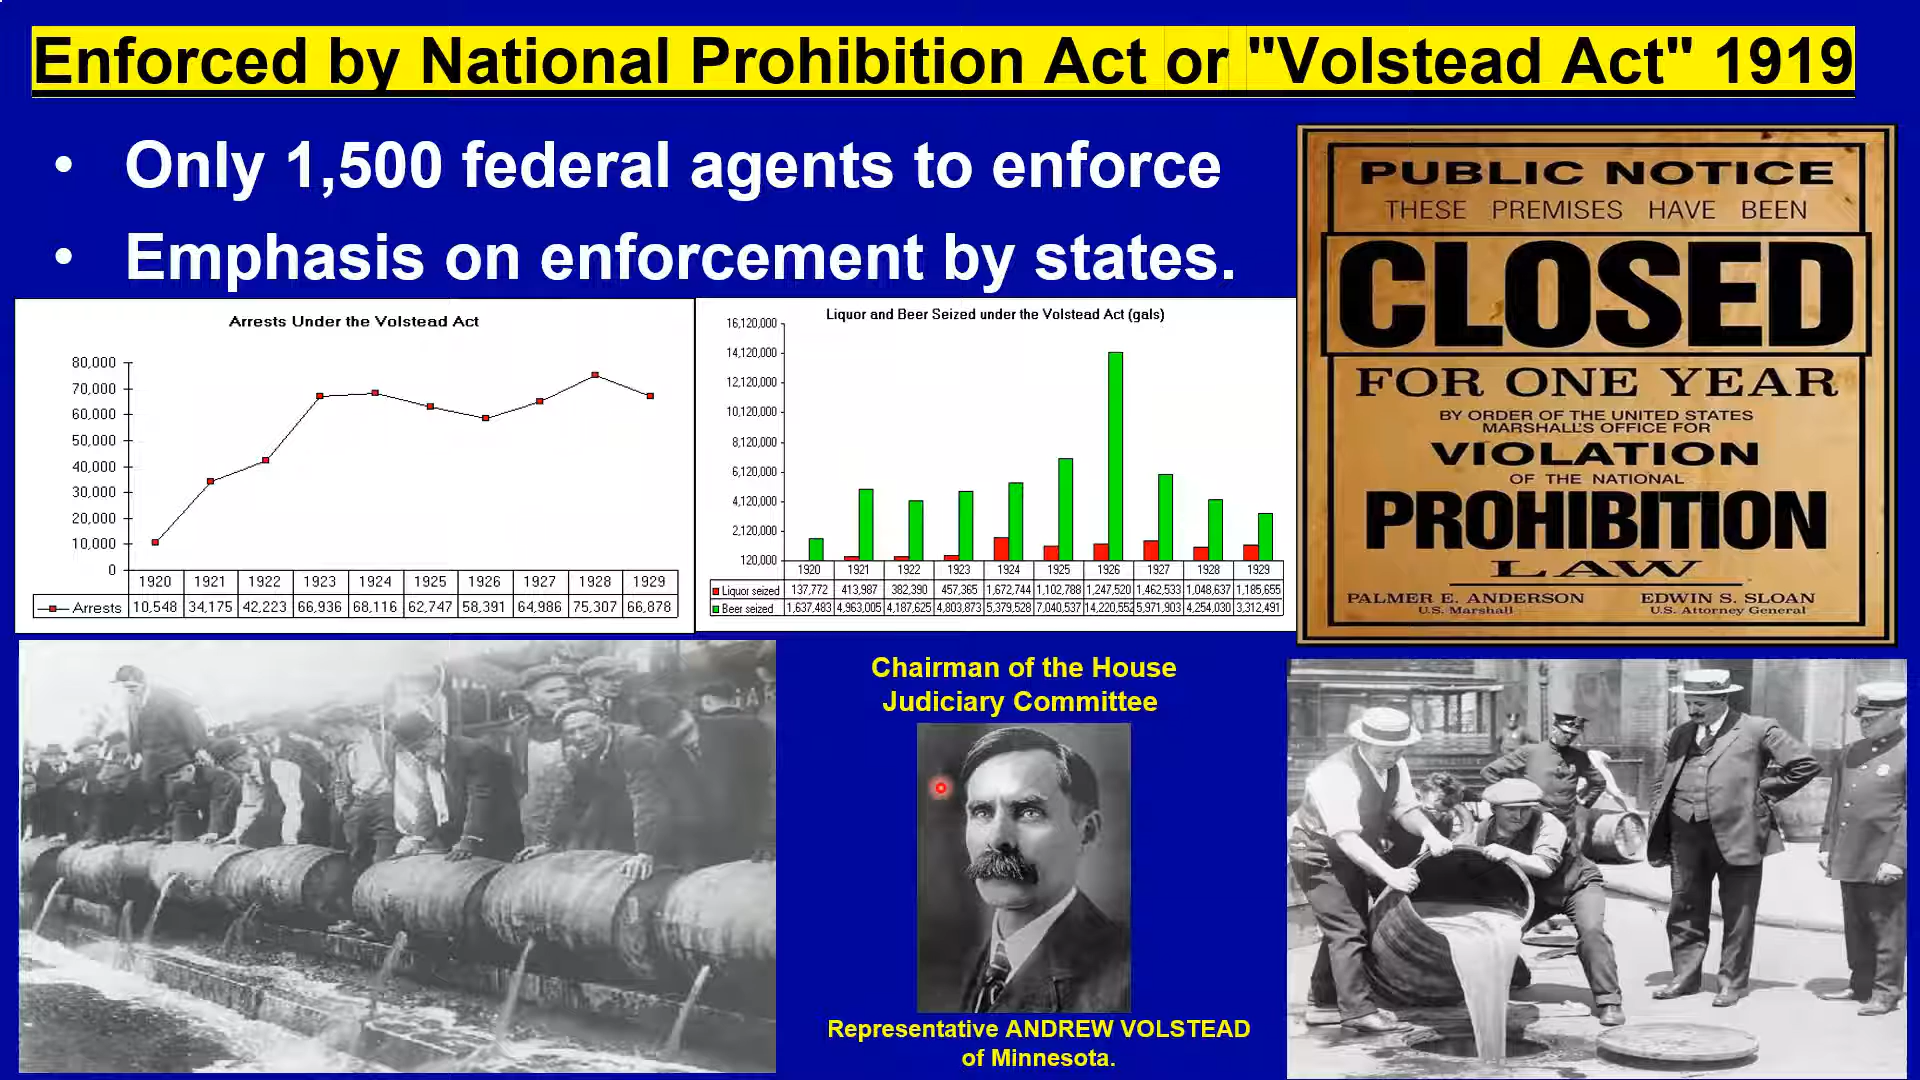 Enforced by National Prohibition Act or "Volstead Act" 1919
• Only 1,500 federal agents to enforce
• Emphasis on enforcement by states.
Arrests Under the Volstead Act
80,000
70,000
60,000
50,000
40,000
30,000
20,000
10,000
0
1920 1921 1922 1923 1924 1925 1926 1927 1928 1929
Arrests 10,548 34,175 42,223 66,936 68,116 62,747 58,391 64,986 75,307 66,878
Liquor and Beer Seized under the Volstead Act (gals)
16,120,000
14,120,000
12,120,000
10,120,000
8,120,000
6,120,000
4,120,000
2,120,000
120,000
1920 1921 1922 1923 1924 1925 1926 1927 1928 1929
Liquor seized 137,772 413,987 382,390 457,365 1,672,744 1,102,788 1,247,520 1,462,533 1,048,637 1,185,655
Beer seized 1,637,483 4,963,005 4,187,625 4,803,873 5,379,528 7,040,537 14,220,552 5,971,903 4,254,030 3,312,491
PUBLIC NOTICE
THESE PREMISES HAVE BEEN
CLOSED
FOR ONE YEAR
BY ORDER OF THE UNITED STATES
MARSHALL'S OFFICE FOR
VIOLATION
OF THE NATIONAL
PROHIBITION
LAW
PALMER E. ANDERSON EDWIN S. SLOAN
U.S. Marshall U.S. Attorney General
Chairman of the House
Judiciary Committee
Representative ANDREW VOLSTEAD
of Minnesota.